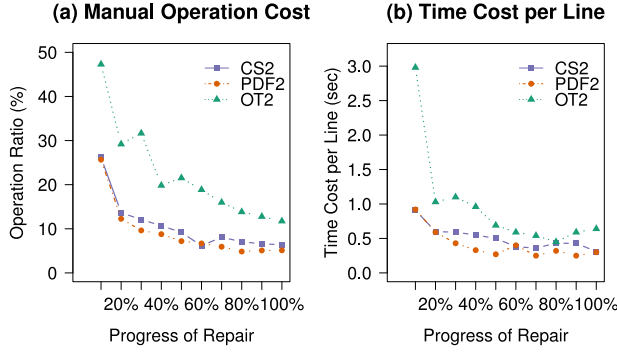 (a) Manual Operation Cost
Operation Ratio (%)
50
40
30
20
10
0
CS2
PDF2
OT2
20% 40% 60% 80% 100%
Progress of Repair
(b) Time Cost per Line
Time Cost per Line (sec)
3.0
2.5
2.0
1.5
1.0
0.5
0.0
CS2
PDF2
OT2
20% 40% 60% 80% 100%
Progress of Repair